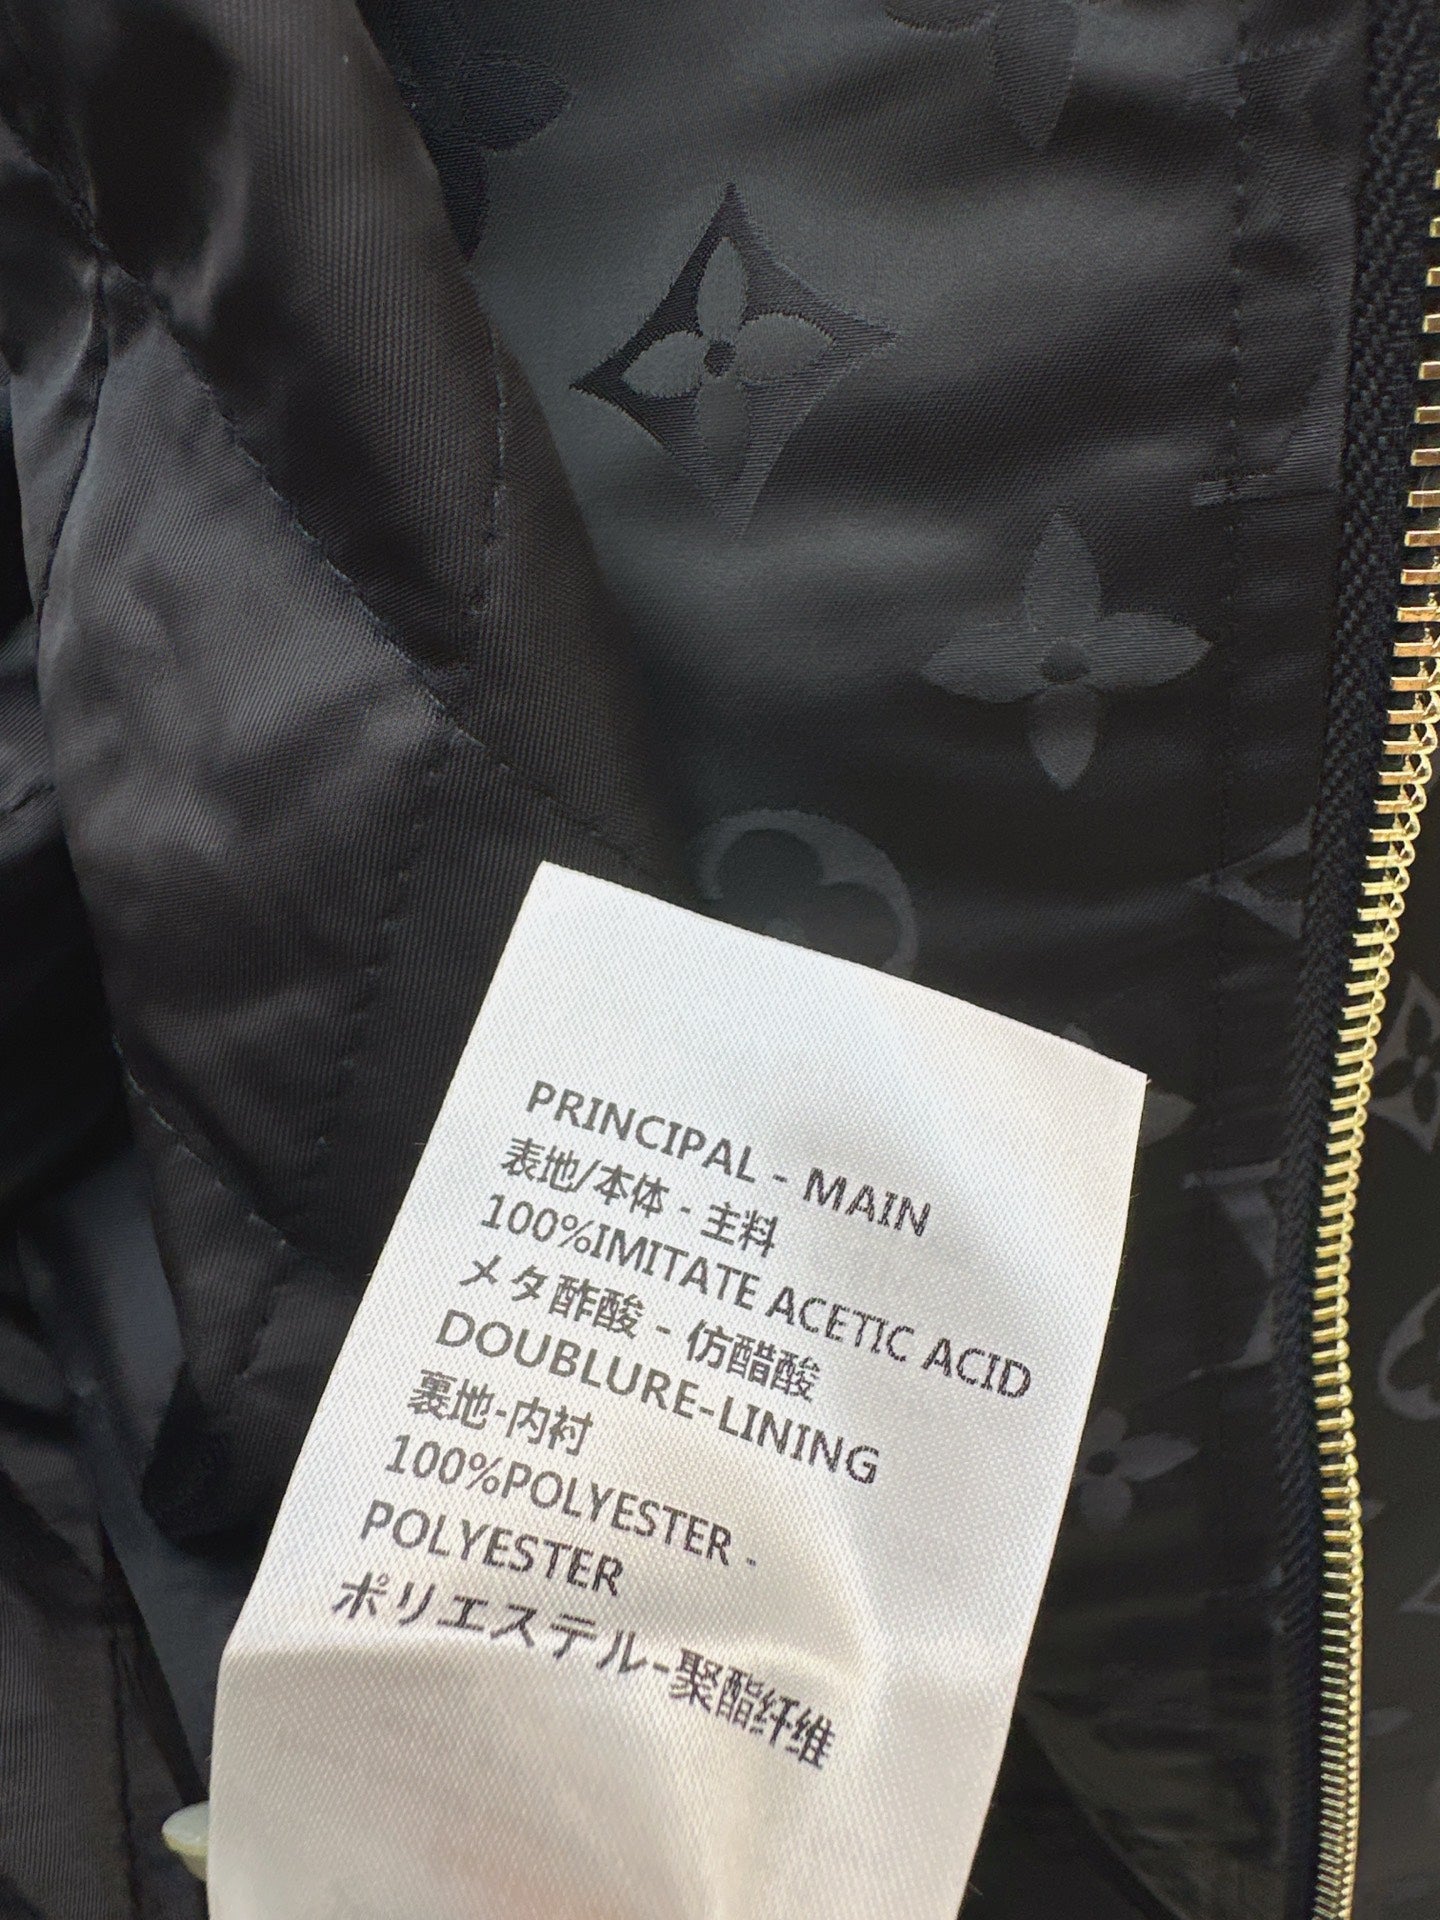 PRINCIPAL - MAIN
表地/本体 - 主料
100%IMITATE ACETIC ACID
メタ酢酸 - 仿醋酸
DOUBLURE-LINING
裏地-内衬
100%POLYESTER -
POLYESTER
ポリエステル-聚酯纤维